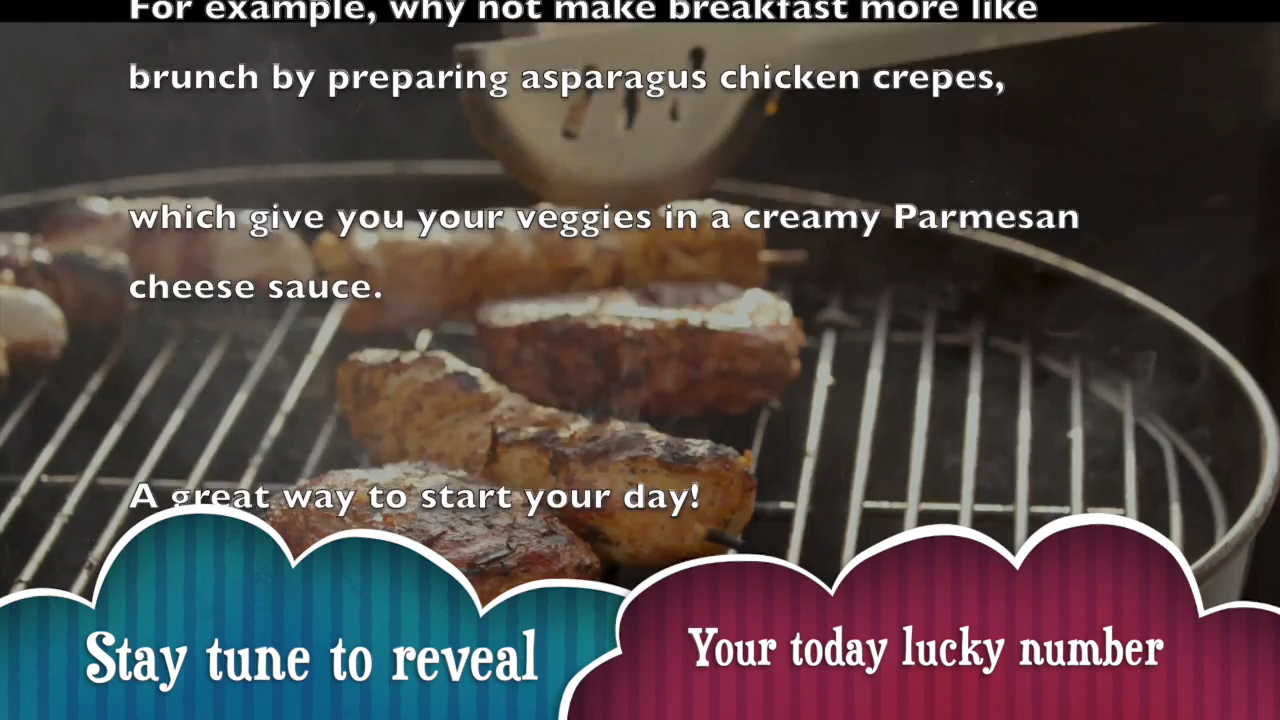 For example, why not make breakfast more like
brunch by preparing asparagus chicken crepes,
which give you your veggies in a creamy Parmesan
cheese sauce.
A great way to start your day!
Stay tune to reveal
Your today lucky number